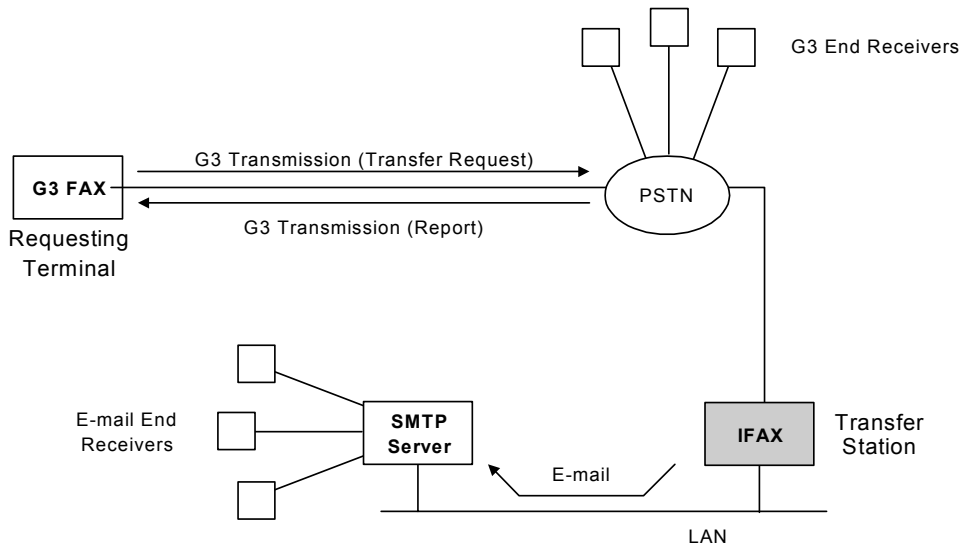 G3 End Receivers
G3 Transmission (Transfer Request)
G3 FAX
PSTN
G3 Transmission (Report)
Requesting
Terminal
E-mail End
Receivers
SMTP
Server
IFAX
Transfer
Station
E-mail
LAN